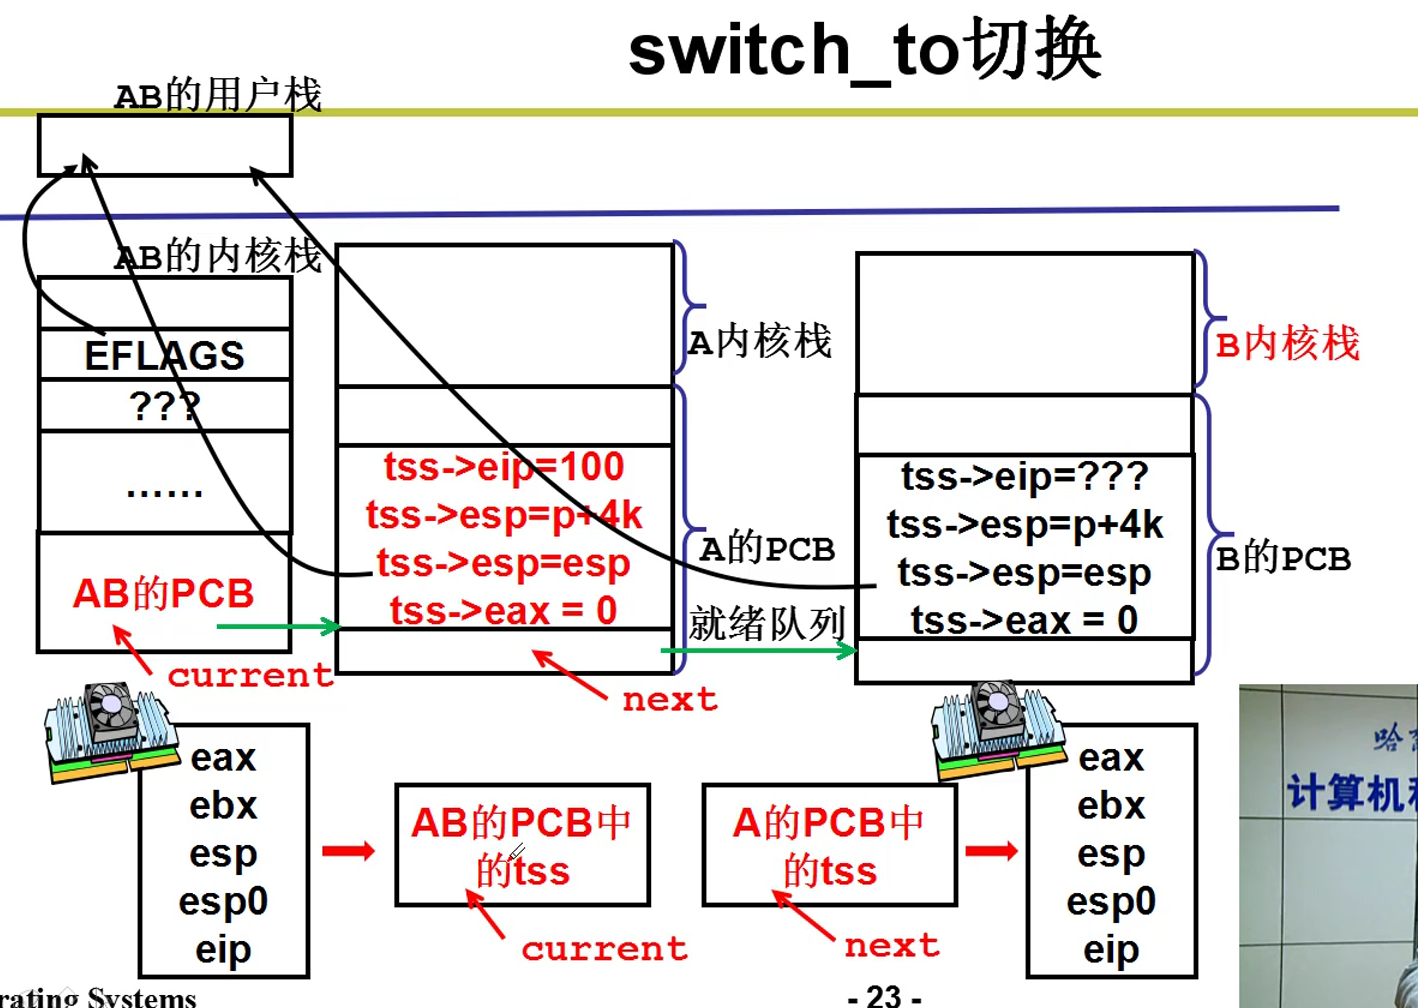 switch_to切换
AB的用户栈
AB的内核栈
EFLAGS
???
……
AB的PCB
current
A内核栈
tss->eip=100
tss->esp=p+4k
tss->esp=esp
tss->eax = 0
A的PCB
就绪队列
next
B内核栈
tss->eip=???
tss->esp=p+4k
tss->esp=esp
tss->eax = 0
B的PCB
eax
ebx
esp
esp0
eip
AB的PCB中
的tss
current
A的PCB中
的tss
next
eax
ebx
esp
esp0
eip
哈
计算机
rating Systems
- 23 -